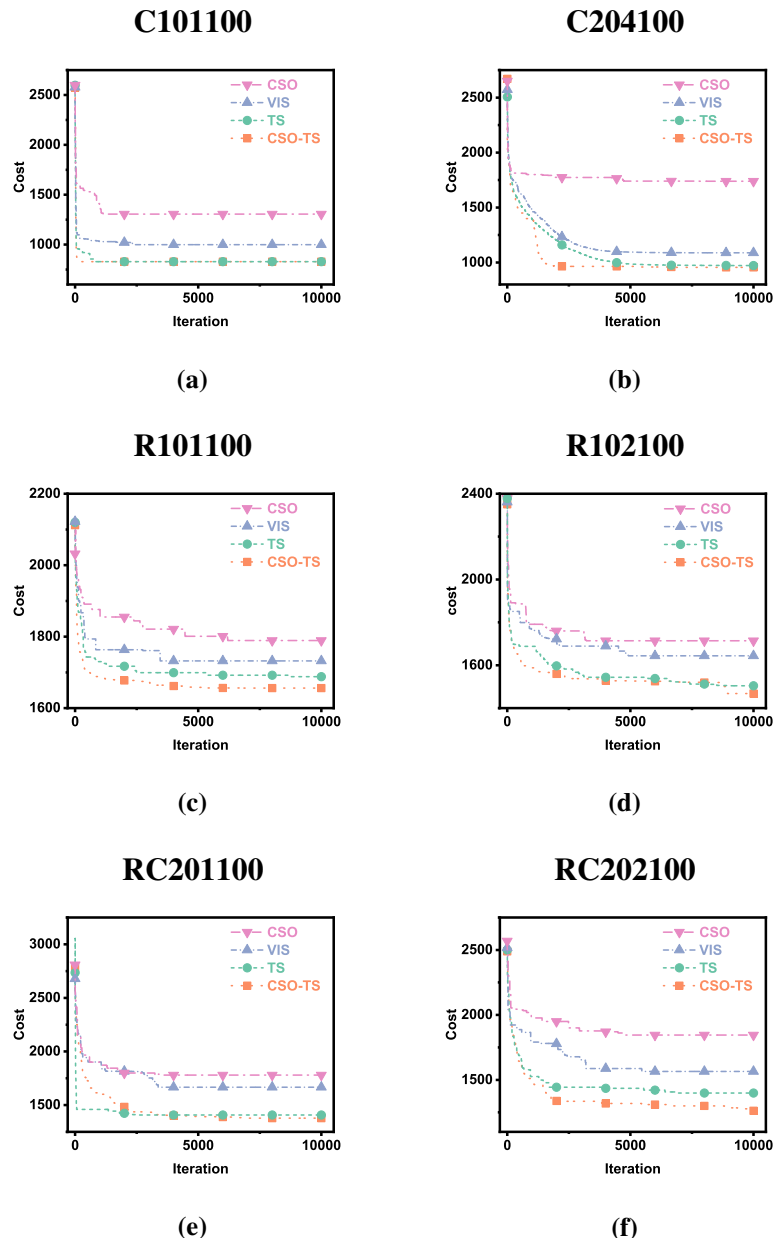 C101100
C204100
2500
2000
1500
1000
Cost
0
5000
10000
Iteration
CSO
VIS
TS
CSO-TS
2500
2000
1500
1000
Cost
0
5000
10000
Iteration
CSO
VIS
TS
CSO-TS
(a)
(b)
R101100
R102100
2200
2000
1800
1600
Cost
0
5000
10000
Iteration
CSO
VIS
TS
CSO-TS
2400
2000
1600
cost
0
5000
10000
Iteration
CSO
VIS
TS
CSO-TS
(c)
(d)
RC201100
RC202100
3000
2500
2000
1500
Cost
0
5000
10000
Iteration
CSO
VIS
TS
CSO-TS
2500
2000
1500
Cost
0
5000
10000
Iteration
CSO
VIS
TS
CSO-TS
(e)
(f)